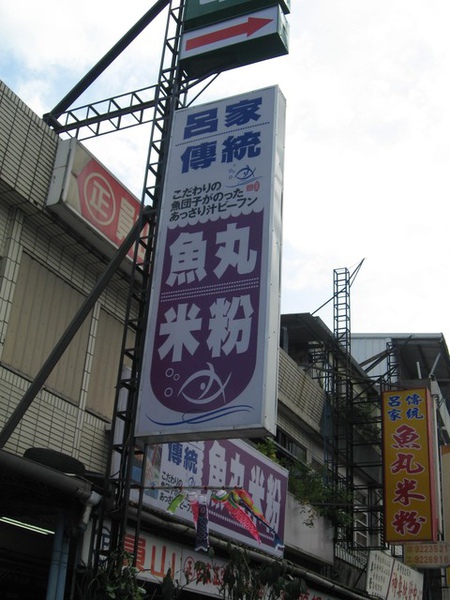 呂家
傳統
こだわりの
魚団子がのった
あっさり汁ビーフン
魚丸
米粉
正
傳統
魚丸米粉
呂家
傳統
魚丸米粉